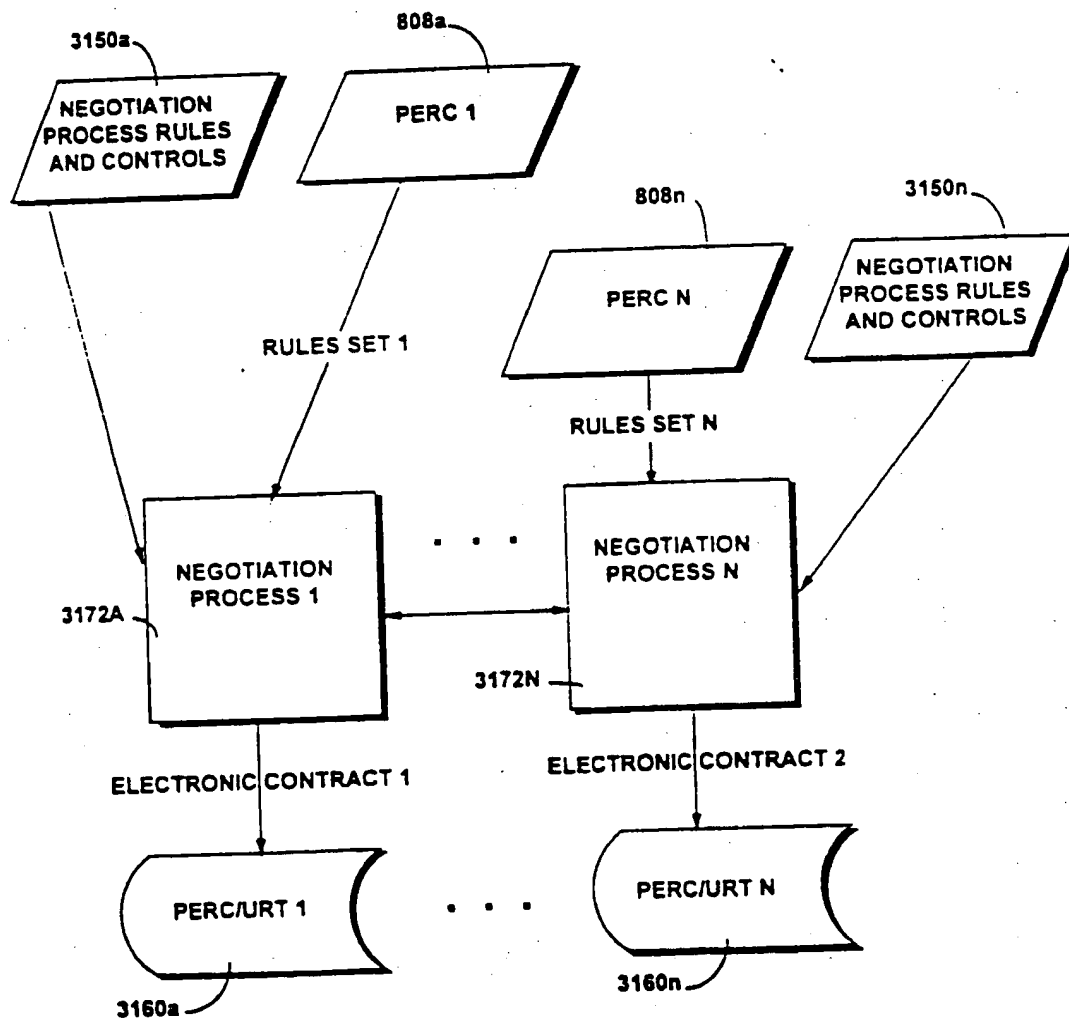 3150a
808a
NEGOTIATION
PROCESS RULES
AND CONTROLS
PERC 1
808n
3150n
PERC N
NEGOTIATION
PROCESS RULES
AND CONTROLS
RULES SET 1
RULES SET N
NEGOTIATION
PROCESS 1
. . .
NEGOTIATION
PROCESS N
3172A
3172N
ELECTRONIC CONTRACT 1
ELECTRONIC CONTRACT 2
PERC/URT 1
. . .
PERC/URT N
3160a
3160n